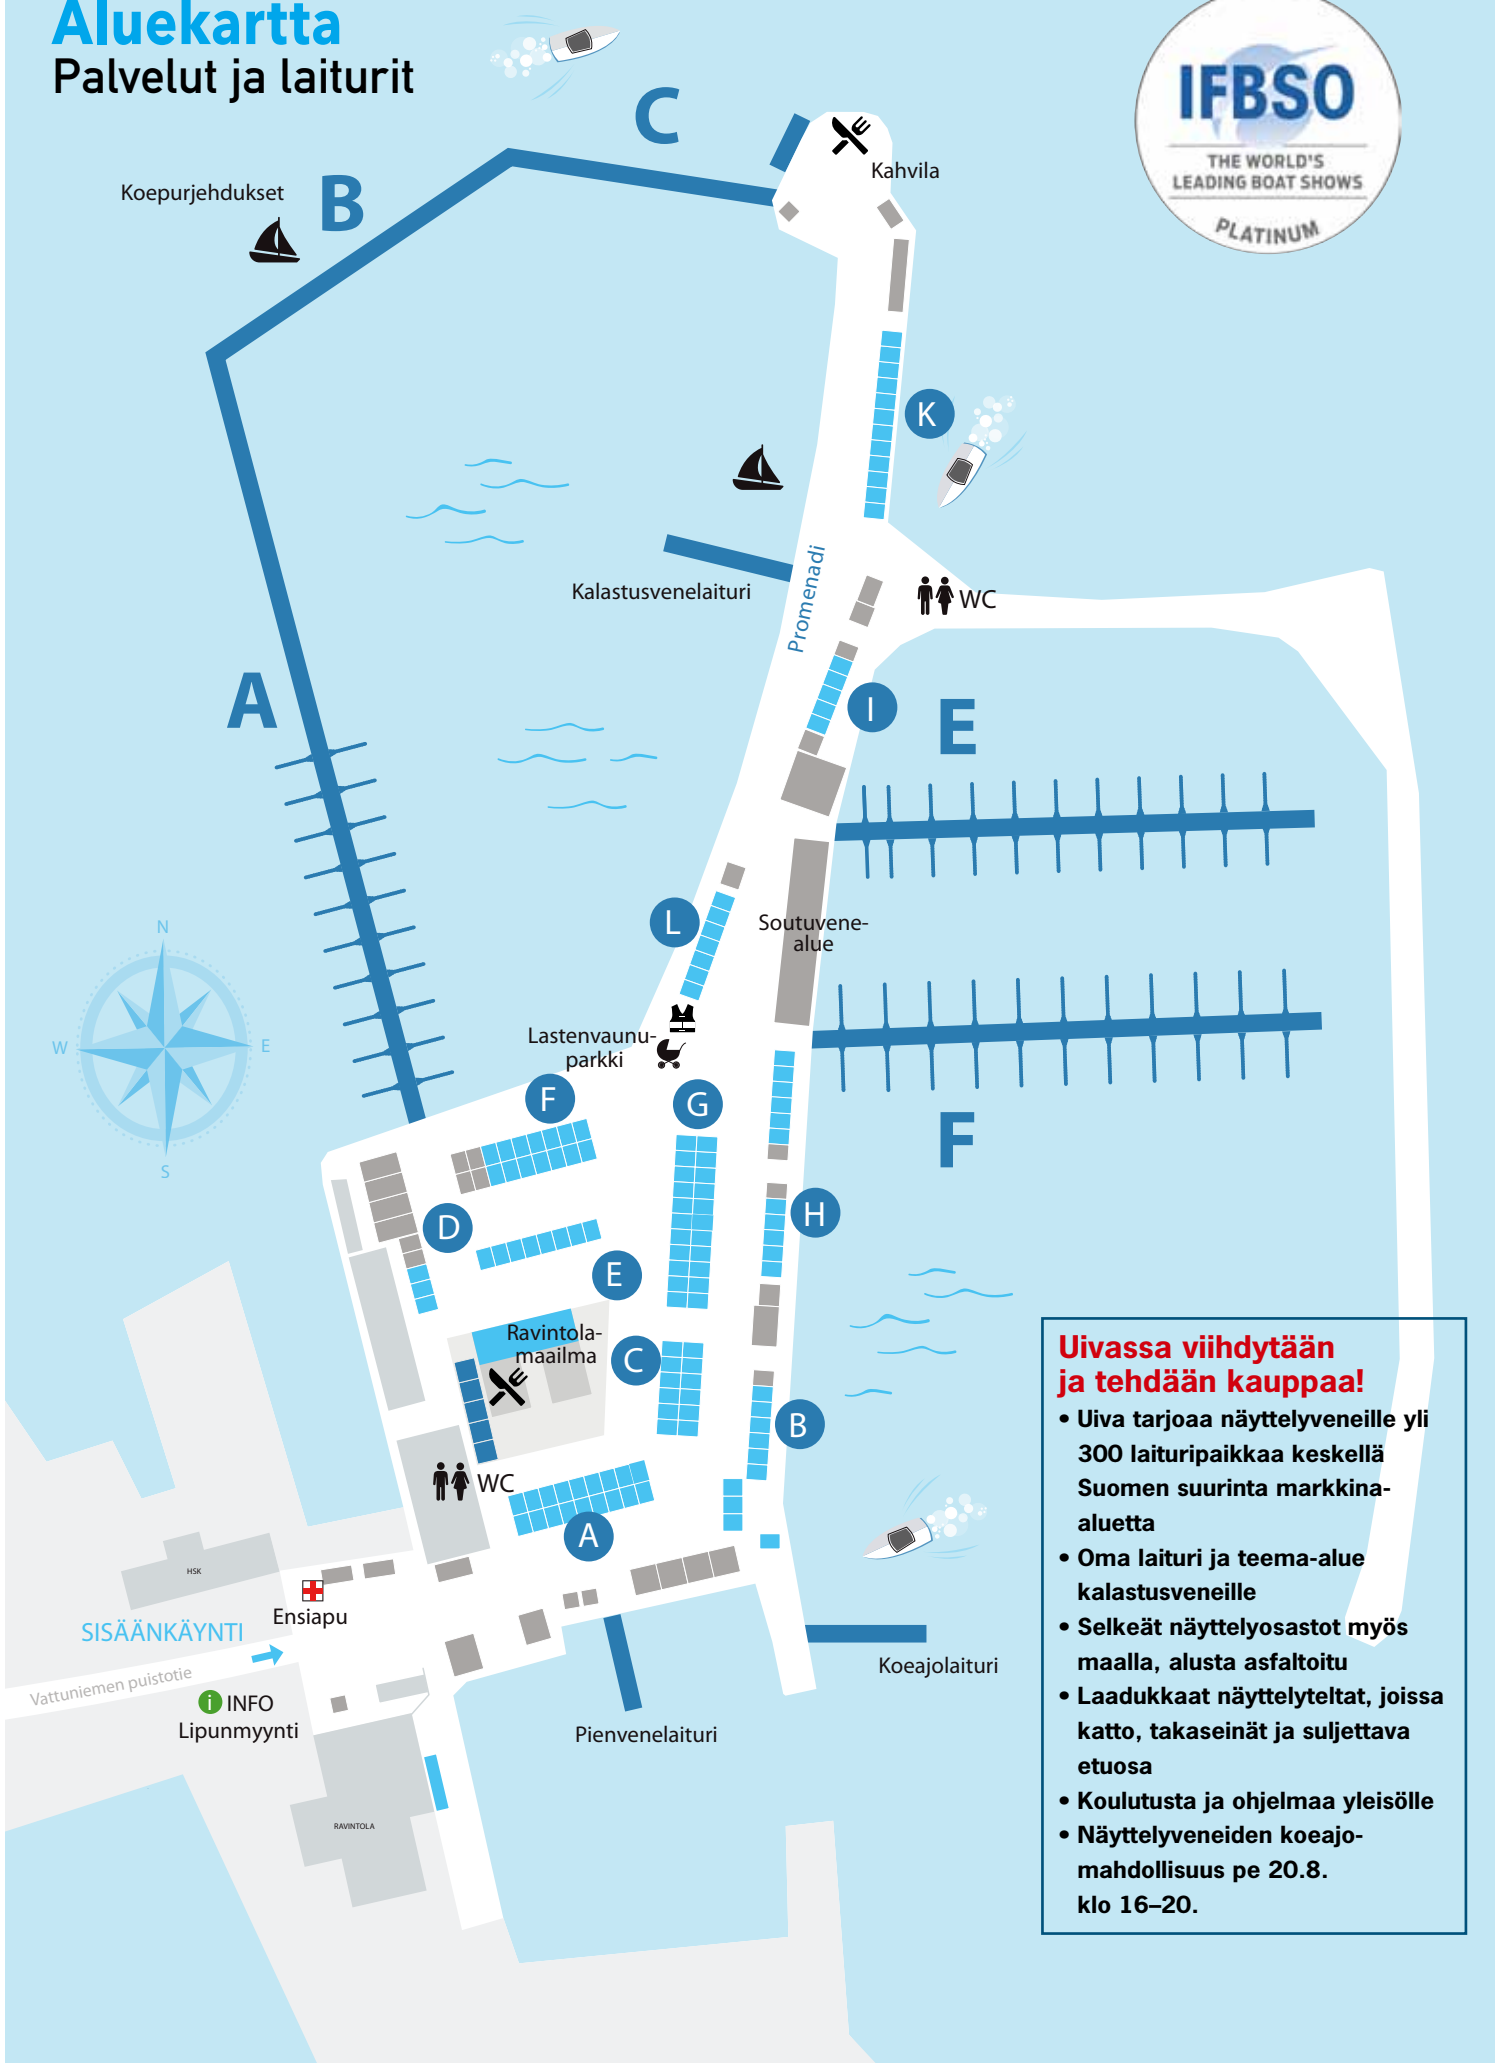 Aluekartta
Palvelut ja laiturit
IFBSO
THE WORLD'S
LEADING BOAT SHOWS
PLATINUM
C
Kahvila
Koepurjehdukset
B
K
Kalastusvenelaituri
Promenadi
WC
A
I
E
L
Soutuvene-
alue
N
W
E
S
Lastenvaunu-
parkki
F
G
F
D
H
E
Ravintola-
maailma
C
B
WC
A
HSK
Ensiapu
SISÄÄNKÄYNTI
Vattuniemen puistotie
i INFO
Lipunmyynti
Koeajolaituri
Pienvenelaituri
RAVINTOLA
Uivassa viihdytään
ja tehdään kauppaa!
• Uiva tarjoaa näyttelyveneille yli
300 laituripaikkaa keskellä
Suomen suurinta markkina-
aluetta
• Oma laituri ja teema-alue
kalastusveneille
• Selkeät näyttelyosastot myös
maalla, alusta asfaltoitu
• Laadukkaat näyttelyteltat, joissa
katto, takaseinät ja suljettava
etuosa
• Koulutusta ja ohjelmaa yleisölle
• Näyttelyveneiden koeajo-
mahdollisuus pe 20.8.
klo 16–20.